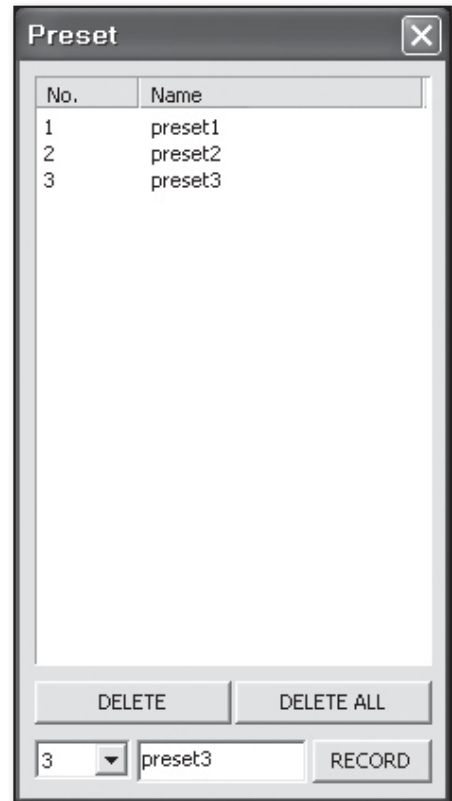 Preset
No. Name
1 preset1
2 preset2
3 preset3
DELETE DELETE ALL
3 preset3 RECORD